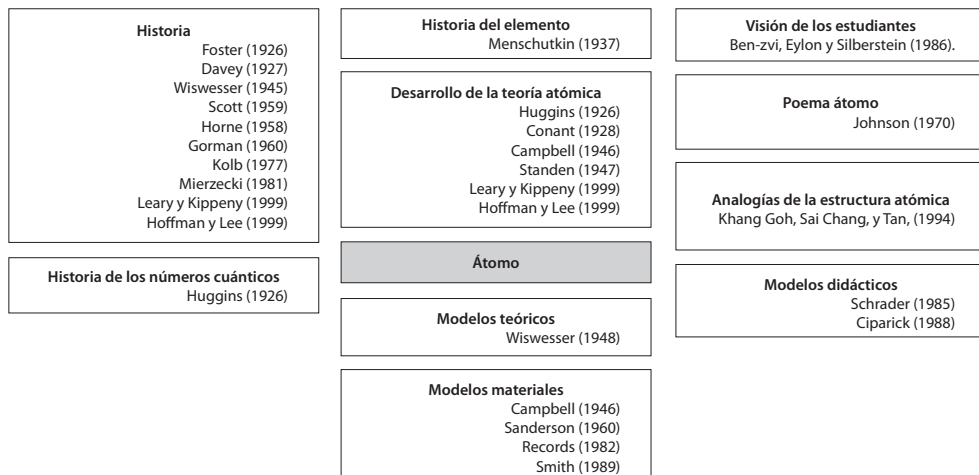 Historia
Foster (1926)
Davey (1927)
Wiswesser (1945)
Scott (1959)
Horne (1958)
Gorman (1960)
Kolb (1977)
Mierzecki (1981)
Leary y Kippeny (1999)
Hoffman y Lee (1999)
Historia de los números cuánticos
Huggins (1926)
Historia del elemento
Menschutkin (1937)
Desarrollo de la teoría atómica
Huggins (1926)
Conant (1928)
Campbell (1946)
Standen (1947)
Leary y Kippeny (1999)
Hoffman y Lee (1999)
Átomo
Modelos teóricos
Wiswesser (1948)
Modelos materiales
Campbell (1946)
Sanderson (1960)
Records (1982)
Smith (1989)
Visión de los estudiantes
Ben-zvi, Eylon y Silberstein (1986).
Poema átomo
Johnson (1970)
Analogías de la estructura atómica
Khang Goh, Sai Chang, y Tan, (1994)
Modelos didácticos
Schrader (1985)
Ciparick (1988)